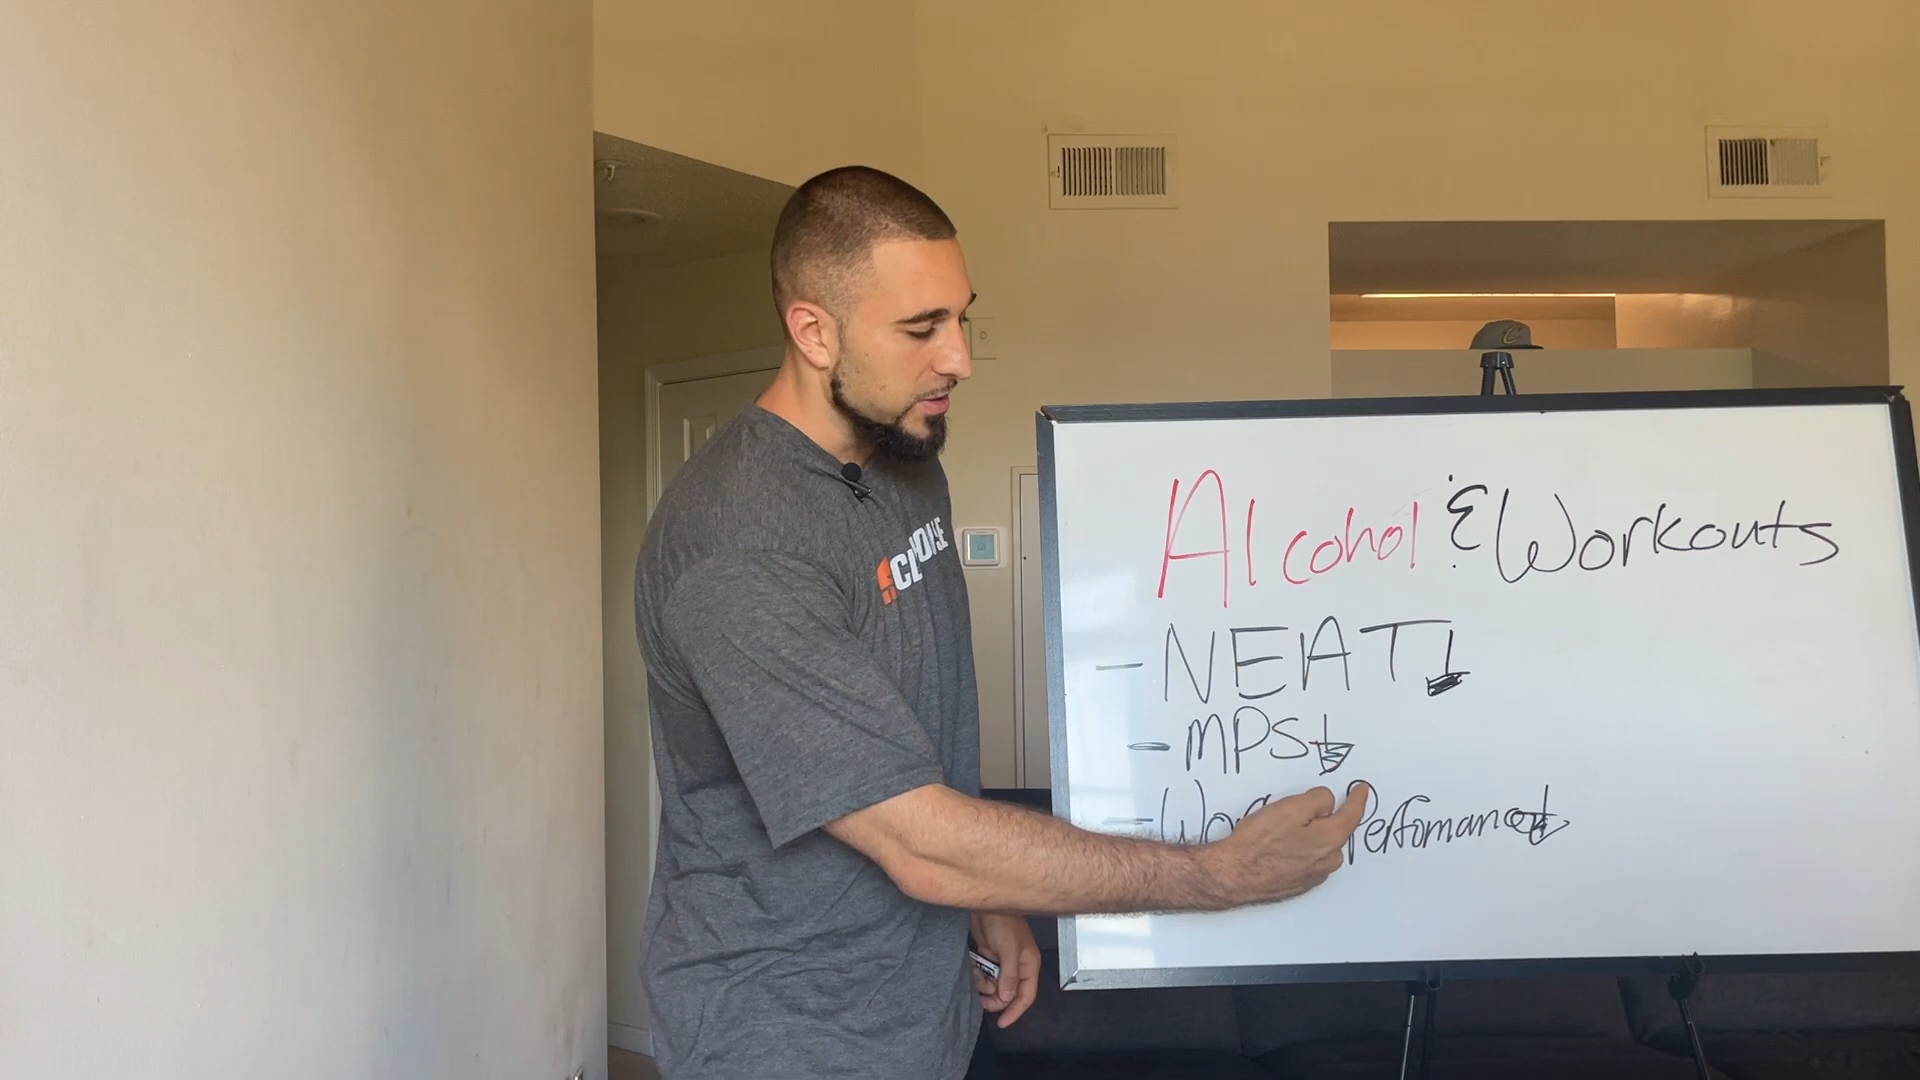 Alcohol & Workouts
- NEAT ↓
- MPS ↓
- Performance ↓